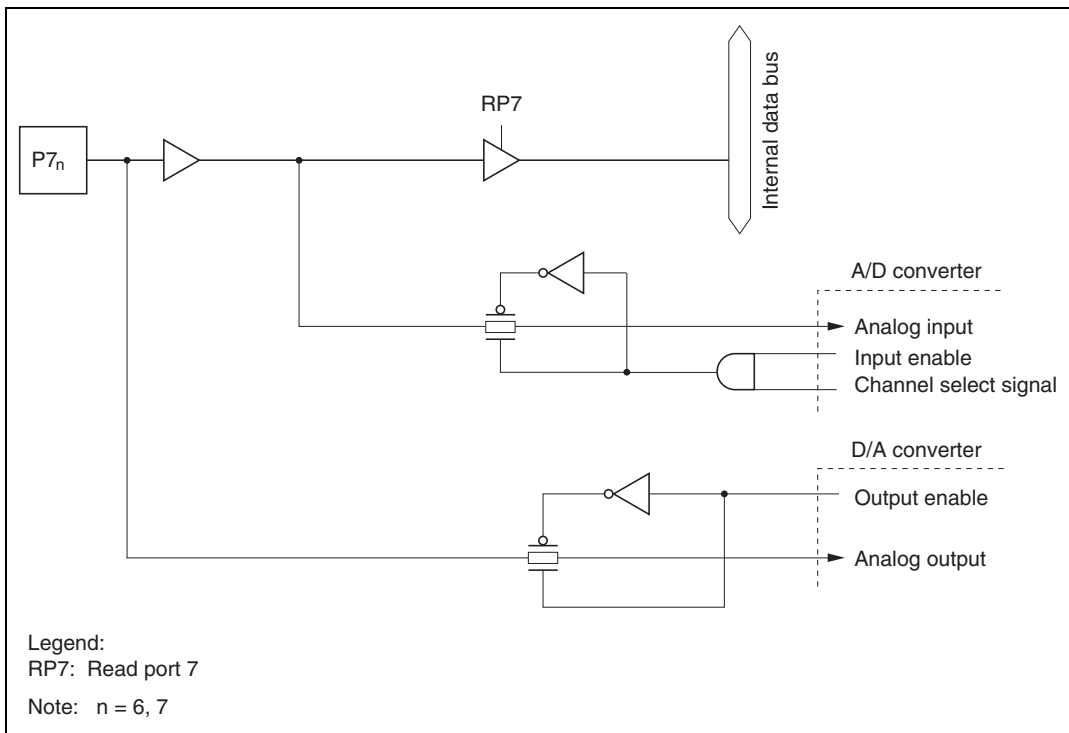 RP7
P7n
Internal data bus
A/D converter
Analog input
Input enable
Channel select signal
D/A converter
Output enable
Analog output
Legend:
RP7: Read port 7
Note: n = 6, 7